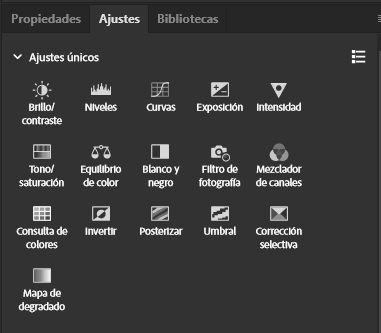 Propiedades Ajustes Bibliotecas
Ajustes únicos
Brillo/ Niveles Curvas Exposición Intensidad
contraste
Tono/ Equilibrio Blanco y Filtro de Mezclador
saturación de color negro fotografía de canales
Consulta de Invertir Posterizar Umbral Corrección
colores selectiva
Mapa de
degradado